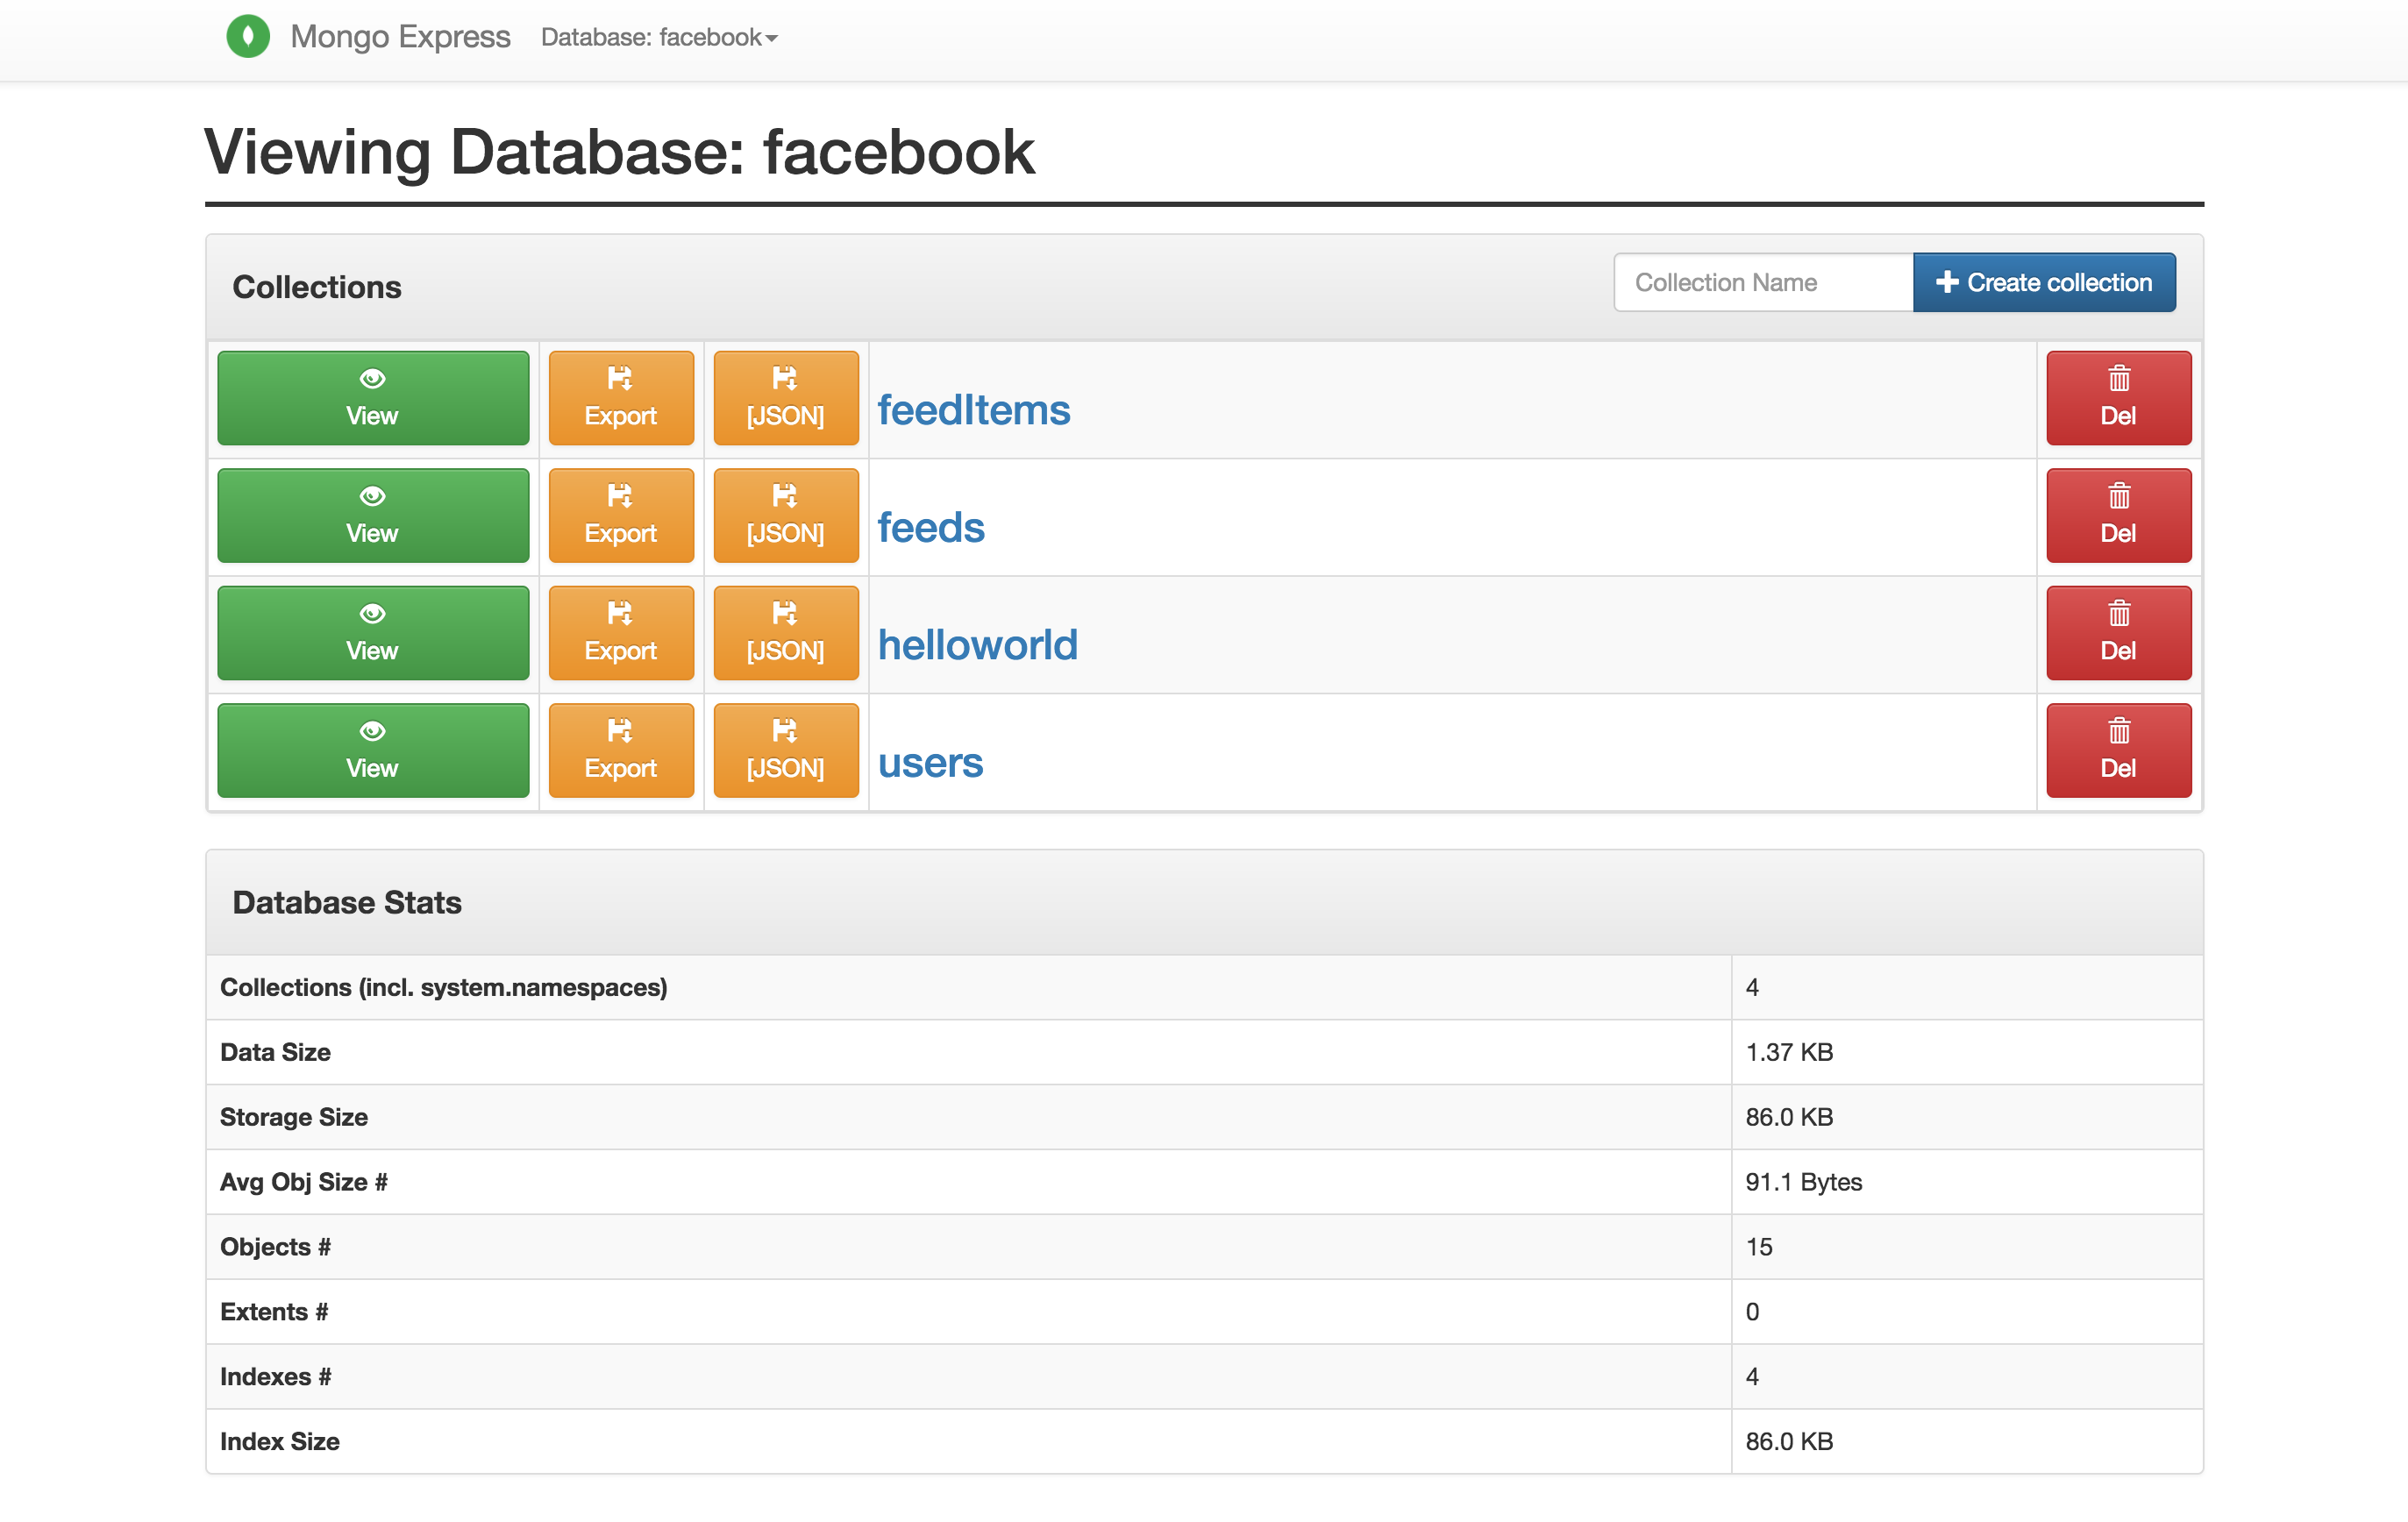 Mongo Express Database: facebook
Viewing Database: facebook
Collections Collection Name Create collection
View Export [JSON] feedItems Del
View Export [JSON] feeds Del
View Export [JSON] helloworld Del
View Export [JSON] users Del
Database Stats
Collections (incl. system.namespaces) 4
Data Size 1.37 KB
Storage Size 86.0 KB
Avg Obj Size # 91.1 Bytes
Objects # 15
Extents # 0
Indexes # 4
Index Size 86.0 KB